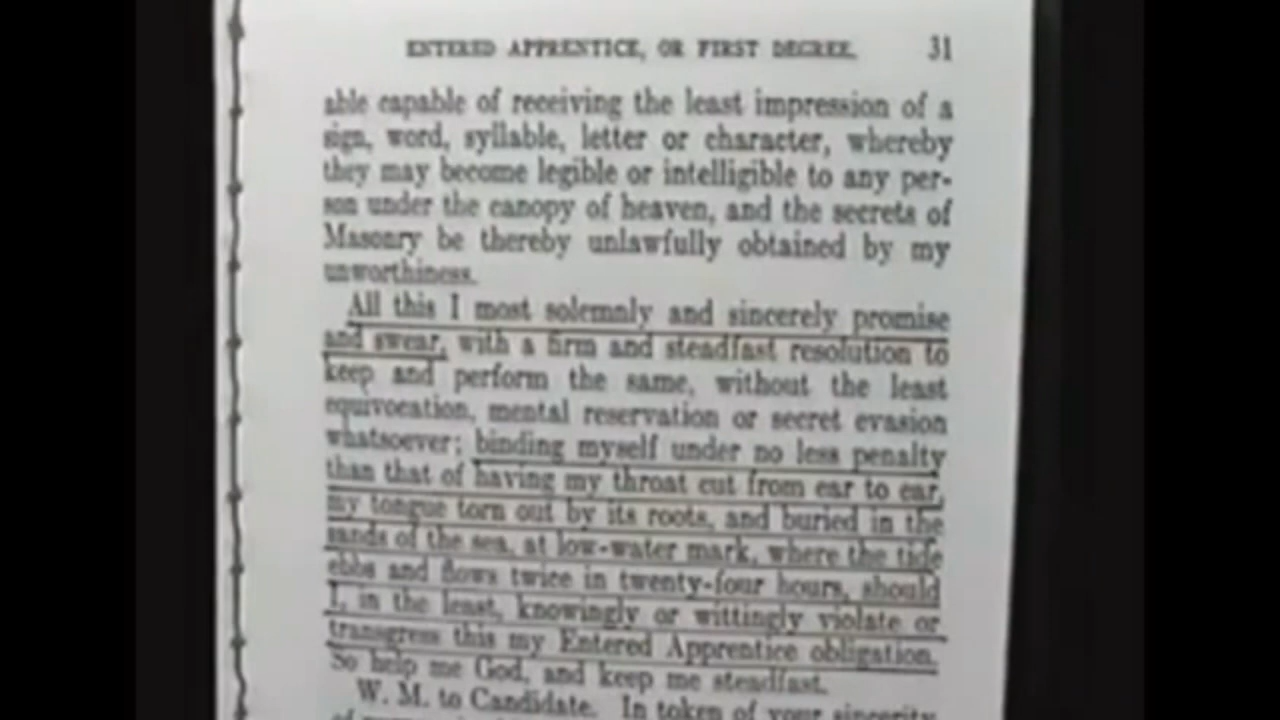 ENTERED APPRENTICE, OR FIRST DEGREE. 31
able capable of receiving the least impression of a
sign, word, syllable, letter or character, whereby
they may become legible or intelligible to any per-
son under the canopy of heaven, and the secrets of
Masonry be thereby unlawfully obtained by my
unworthiness.
All this I most solemnly and sincerely promise
and swear, with a firm and steadfast resolution to
keep and perform the same, without the least
equivocation, mental reservation or secret evasion
whatsoever; binding myself under no less penalty
than that of having my throat cut from ear to ear,
my tongue torn out by its roots, and buried in the
sands of the sea, at low-water mark, where the tide
ebbs and flows twice in twenty-four hours, should
I, in the least, knowingly or wittingly violate or
transgress this my Entered Apprentice obligation.
So help me God, and keep me steadfast.
W. M. to Candidate. In token of your sincerity
of